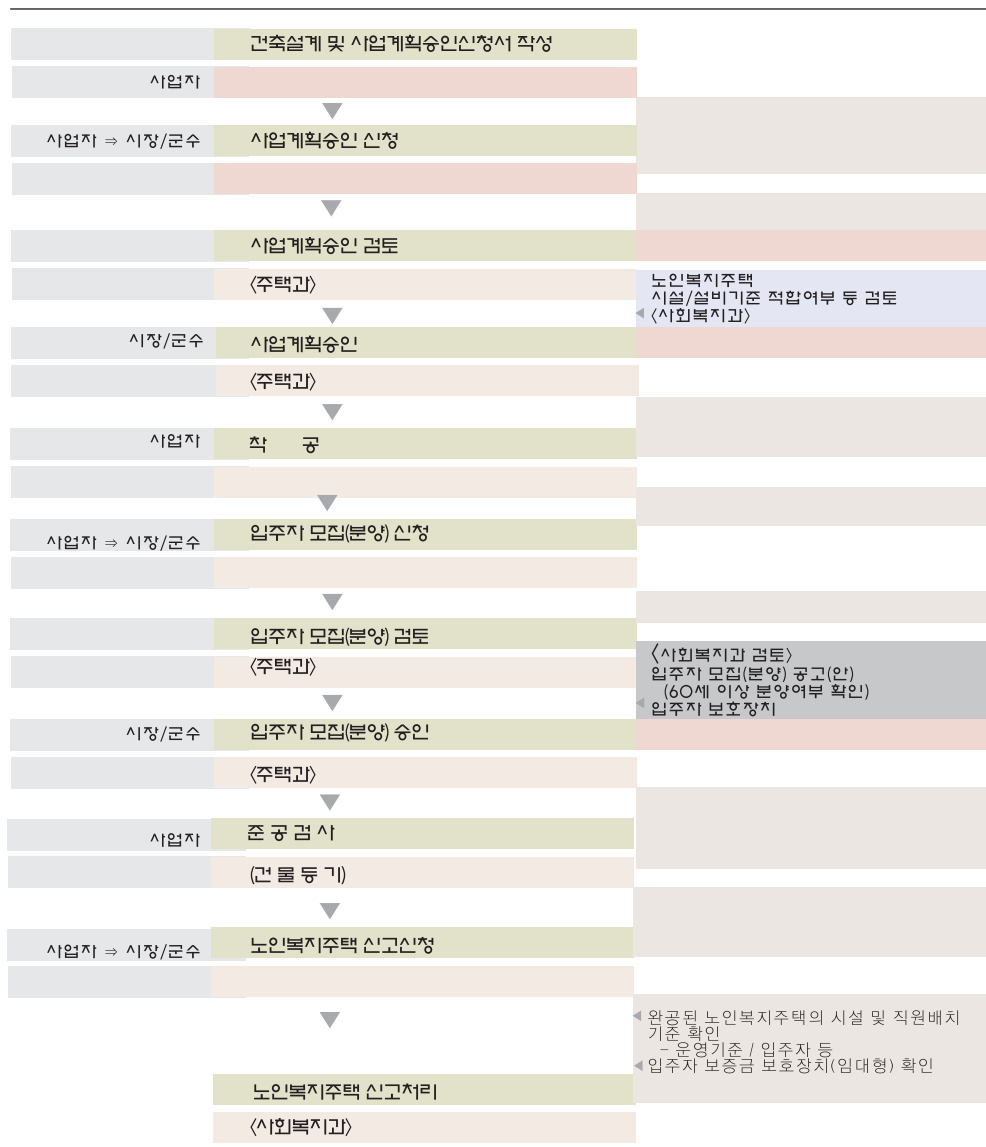 건축설계 및 사업계획승인신청서 작성
사업자
사업자 ⇒ 시장/군수
사업계획승인 신청
사업계획승인 검토
〈주택과〉
노인복지주택
시설/설비기준 적합여부 등 검토
〈사회복지과〉
시장/군수
사업계획승인
〈주택과〉
사업자
착 공
사업자 ⇒ 시장/군수
입주자 모집(분양) 신청
입주자 모집(분양) 검토
〈주택과〉
〈사회복지과 검토〉
입주자 모집(분양) 공고(안)
(60세 이상 분양여부 확인)
입주자 보호장치
시장/군수
입주자 모집(분양) 승인
〈주택과〉
사업자
준 공 검 사
(건 물 등 기)
사업자 ⇒ 시장/군수
노인복지주택 신고신청
완공된 노인복지주택의 시설 및 직원배치
기준 확인
- 운영기준 / 입주자 등
입주자 보증금 보호장치(임대형) 확인
노인복지주택 신고처리
〈사회복지과〉